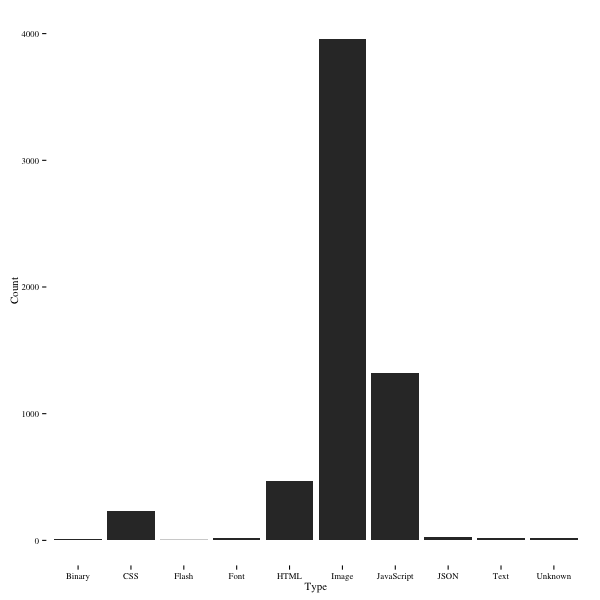 4000
3000
2000
1000
0
Count
Binary CSS Flash Font HTML Image JavaScript JSON Text Unknown
Type